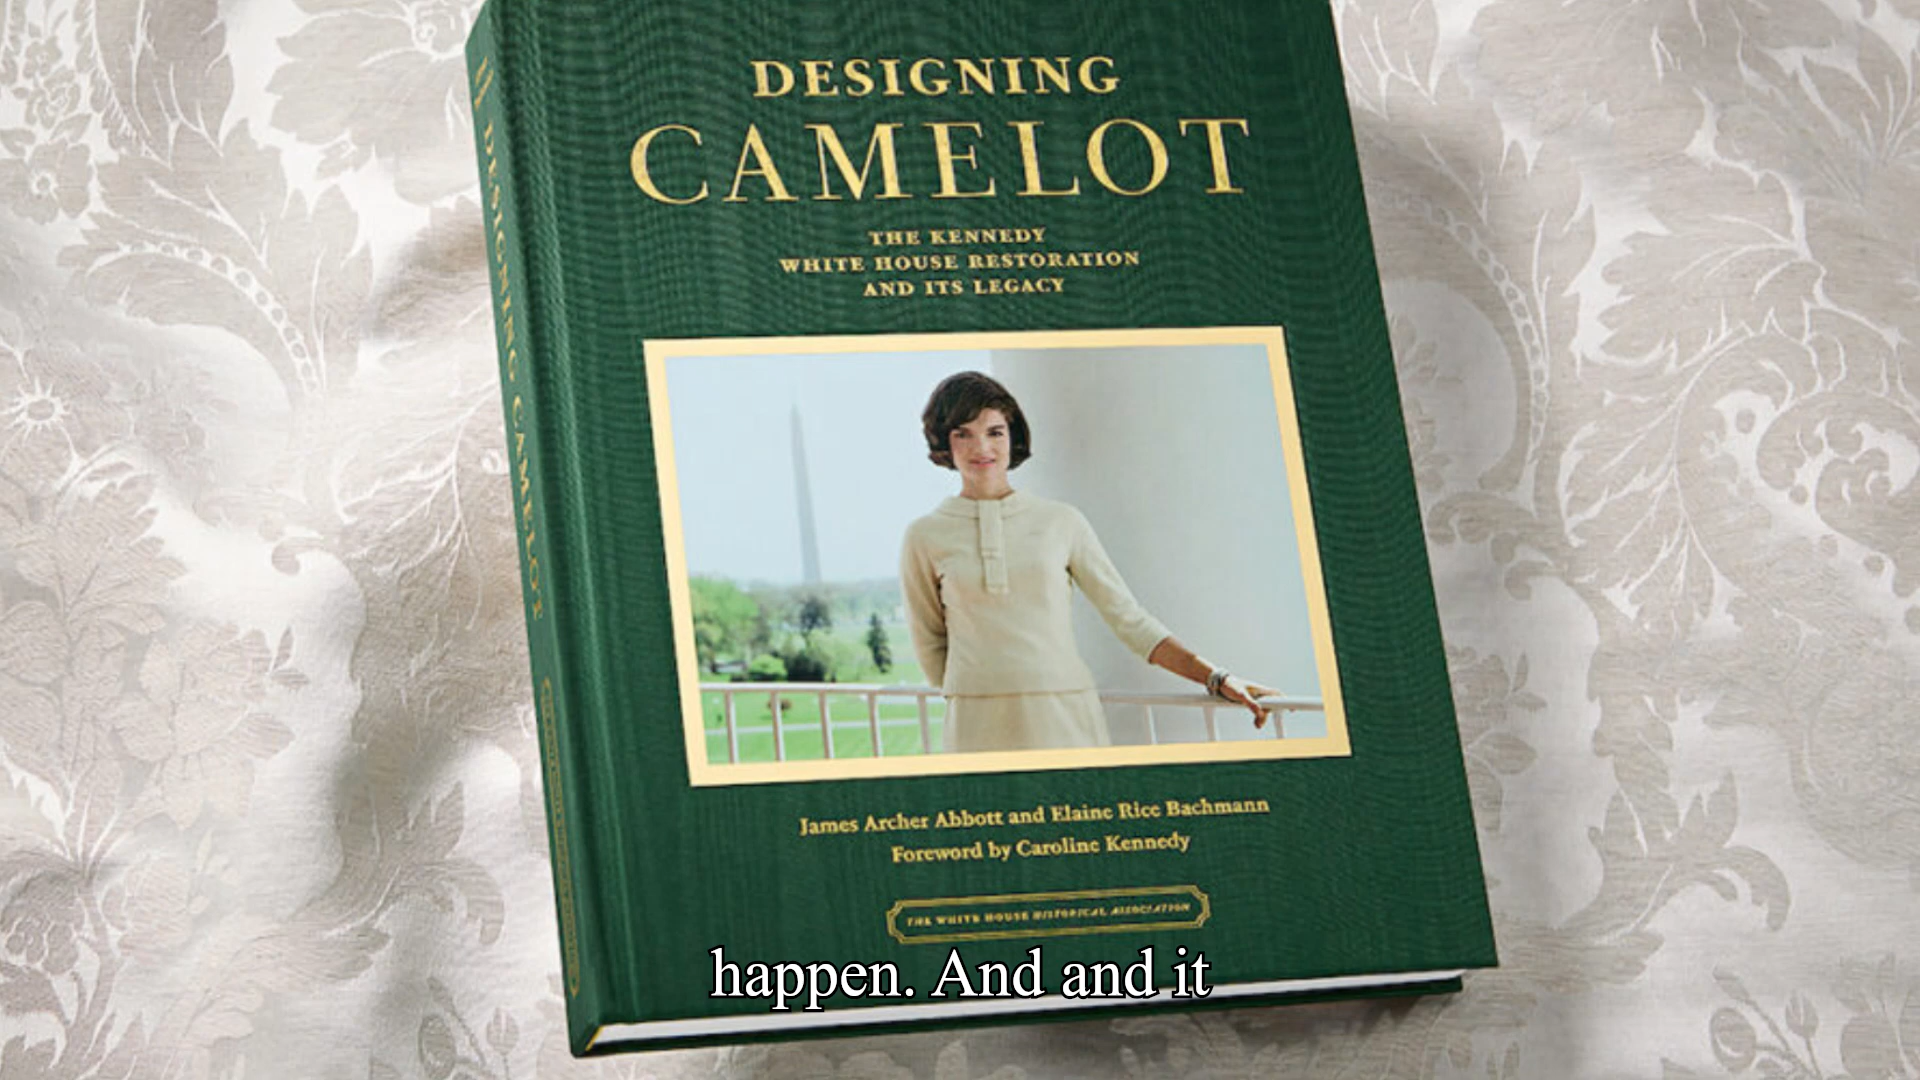 DESIGNING
CAMELOT
THE KENNEDY
WHITE HOUSE RESTORATION
AND ITS LEGACY
DESIGNING CAMELOT
James Archer Abbott and Elaine Rice Bachmann
Foreword by Caroline Kennedy
THE WHITE HOUSE HISTORICAL ASSOCIATION
happen. And and it